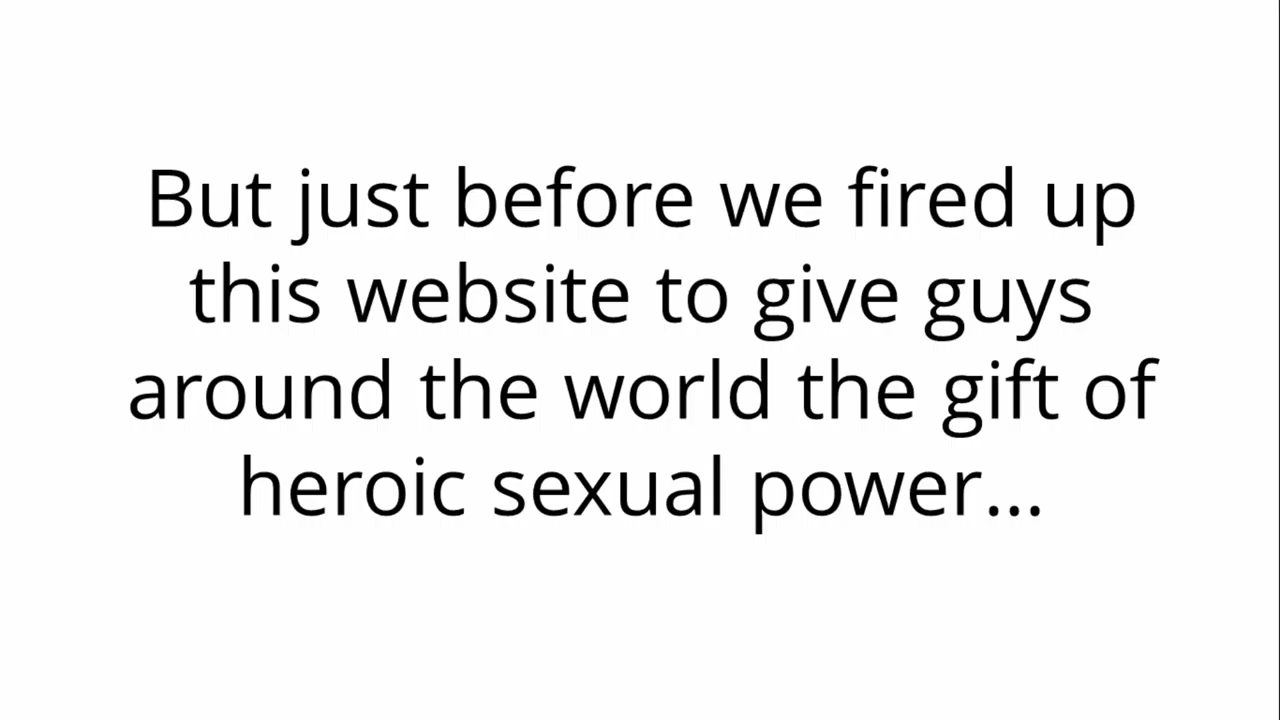 But just before we fired up
this website to give guys
around the world the gift of
heroic sexual power...